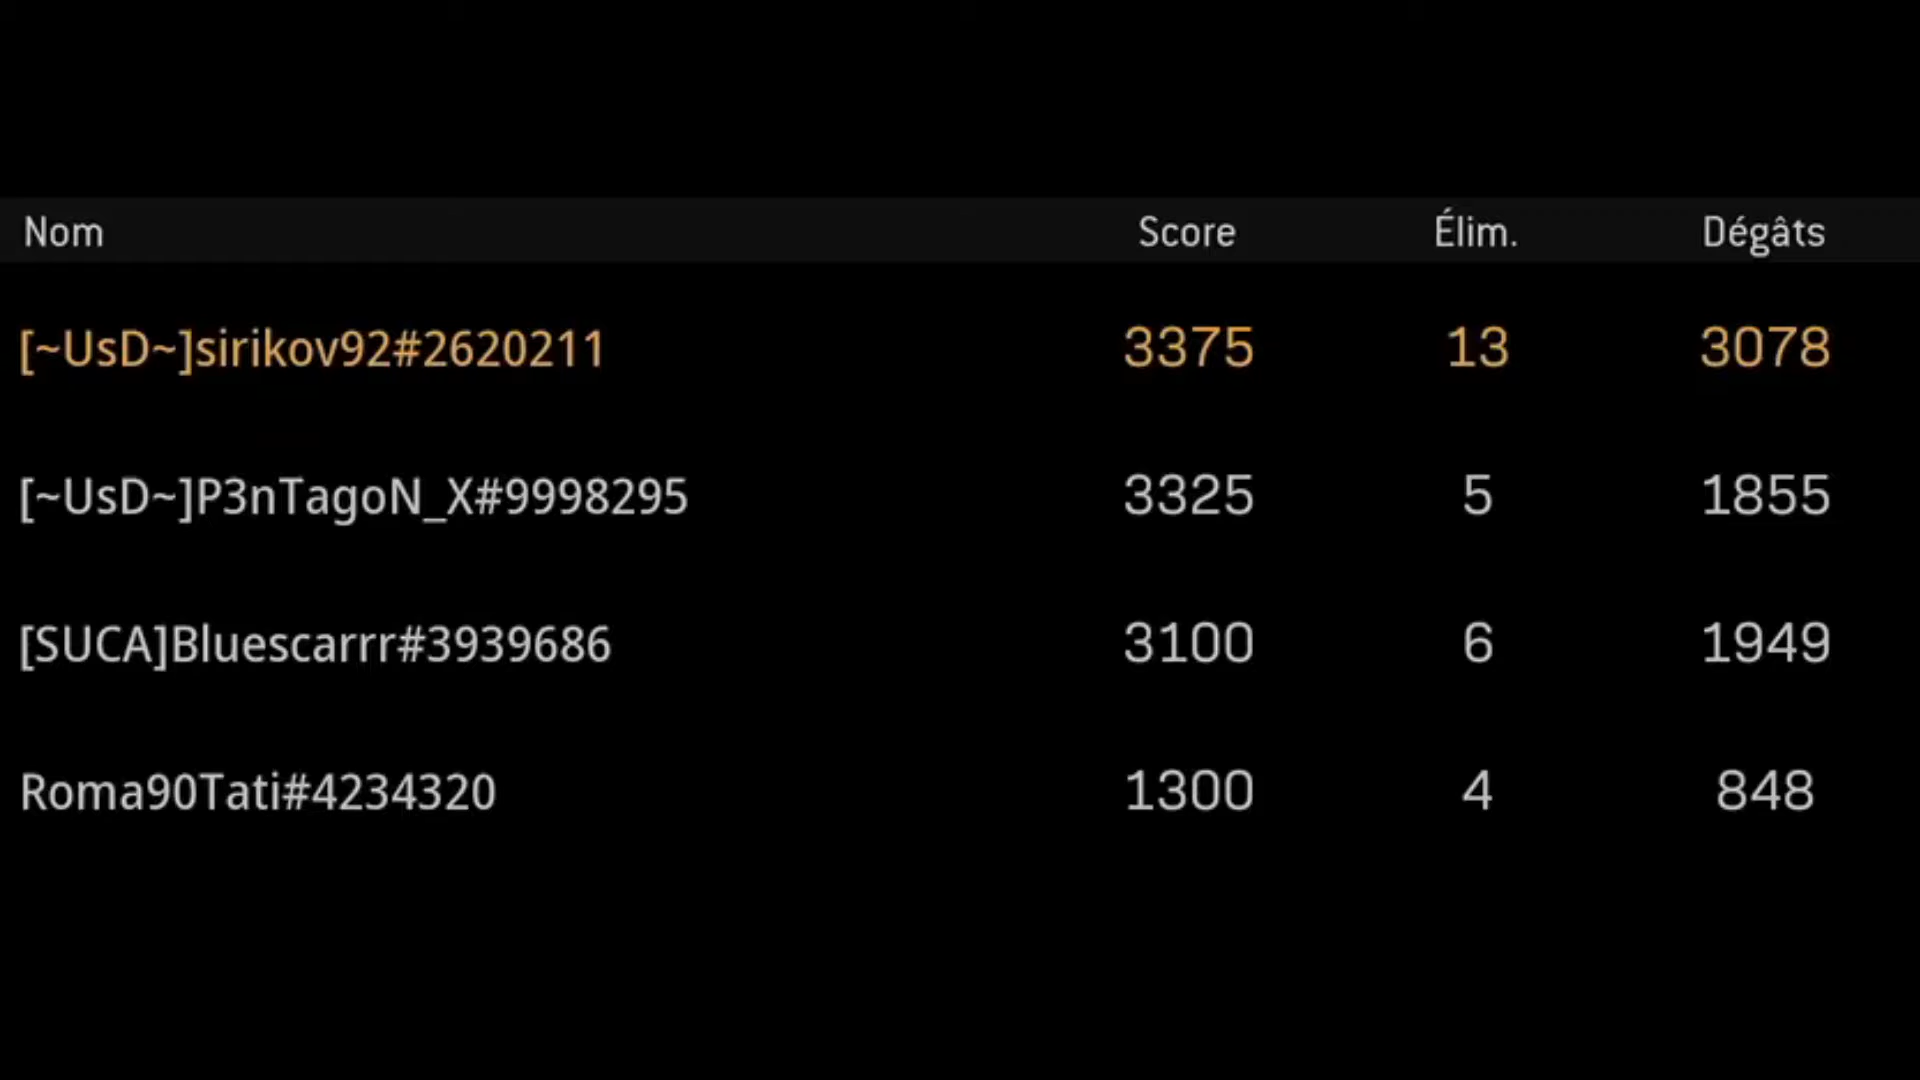 Nom Score Élim. Dégâts
[~UsD~]sirikov92#2620211 3375 13 3078
[~UsD~]P3nTagoN_X#9998295 3325 5 1855
[SUCA]Bluescarrr#3939686 3100 6 1949
Roma90Tati#4234320 1300 4 848